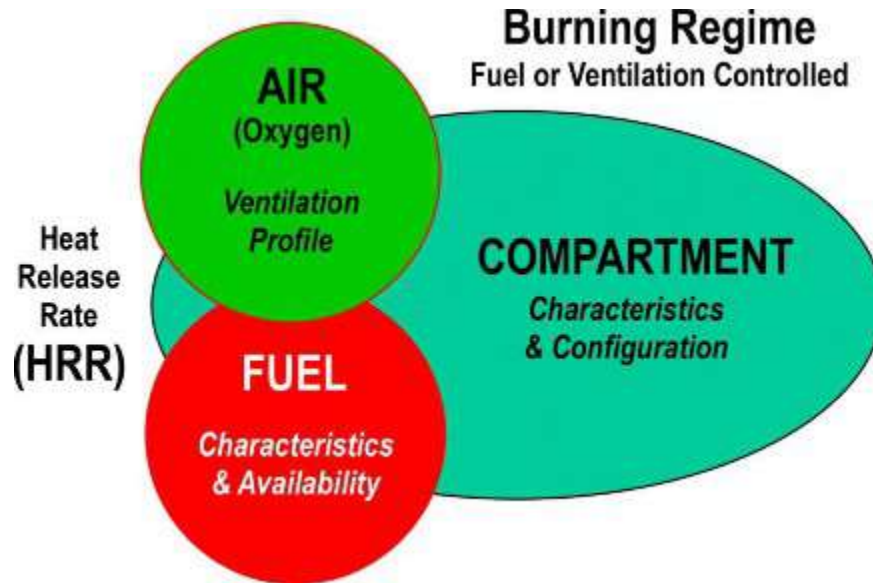 Burning Regime
Fuel or Ventilation Controlled
AIR
(Oxygen)
Ventilation
Profile
Heat
Release
Rate
(HRR)
COMPARTMENT
Characteristics
& Configuration
FUEL
Characteristics
& Availability